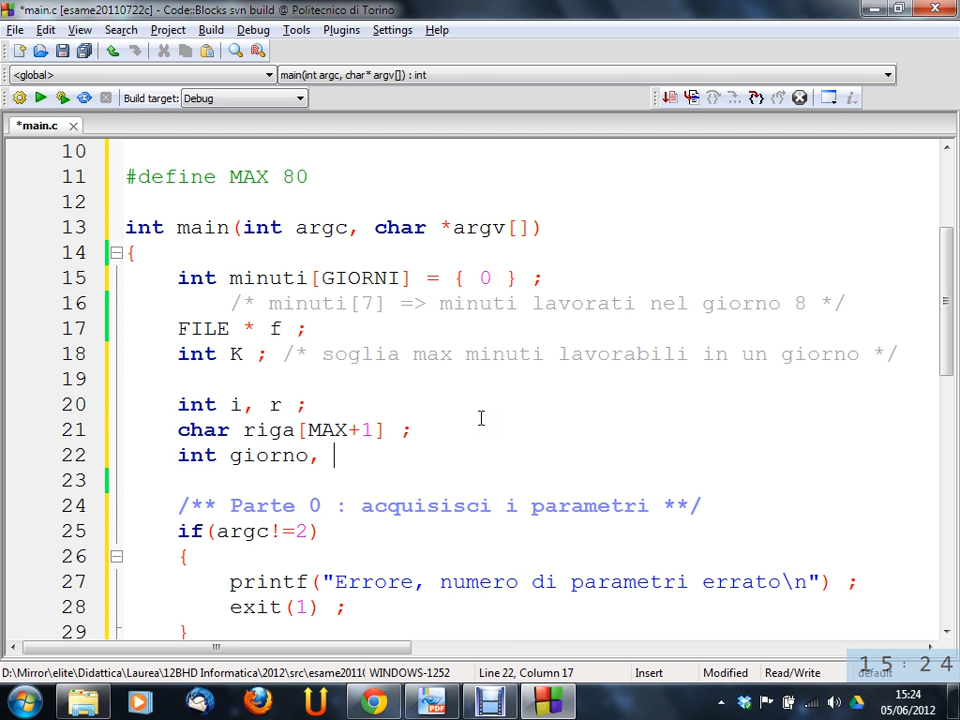 *main.c [esame20110722c] - Code::Blocks svn build @ Politecnico di Torino
File Edit View Search Project Build Debug Tools Plugins Settings Help
<global> main(int argc, char* argv[]) : int
Build target: Debug
*main.c
10
11 #define MAX 80
12
13 int main(int argc, char *argv[])
14 {
15 int minuti[GIORNI] = { 0 } ;
16 /* minuti[7] => minuti lavorati nel giorno 8 */
17 FILE * f ;
18 int K ; /* soglia max minuti lavorabili in un giorno */
19
20 int i, r ;
21 char riga[MAX+1] ;
22 int giorno,
23
24 /** Parte 0 : acquisisci i parametri **/
25 if(argc!=2)
26 {
27 printf("Errore, numero di parametri errato\n") ;
28 exit(1) ;
29 }
D:\Mirror\elite\Didattica\Laurea\12BHD Informatica\2012\src\esame2011( WINDOWS-1252 Line 22, Column 17 Insert Modified Read/Write default
15:24
15:24
05/06/2012